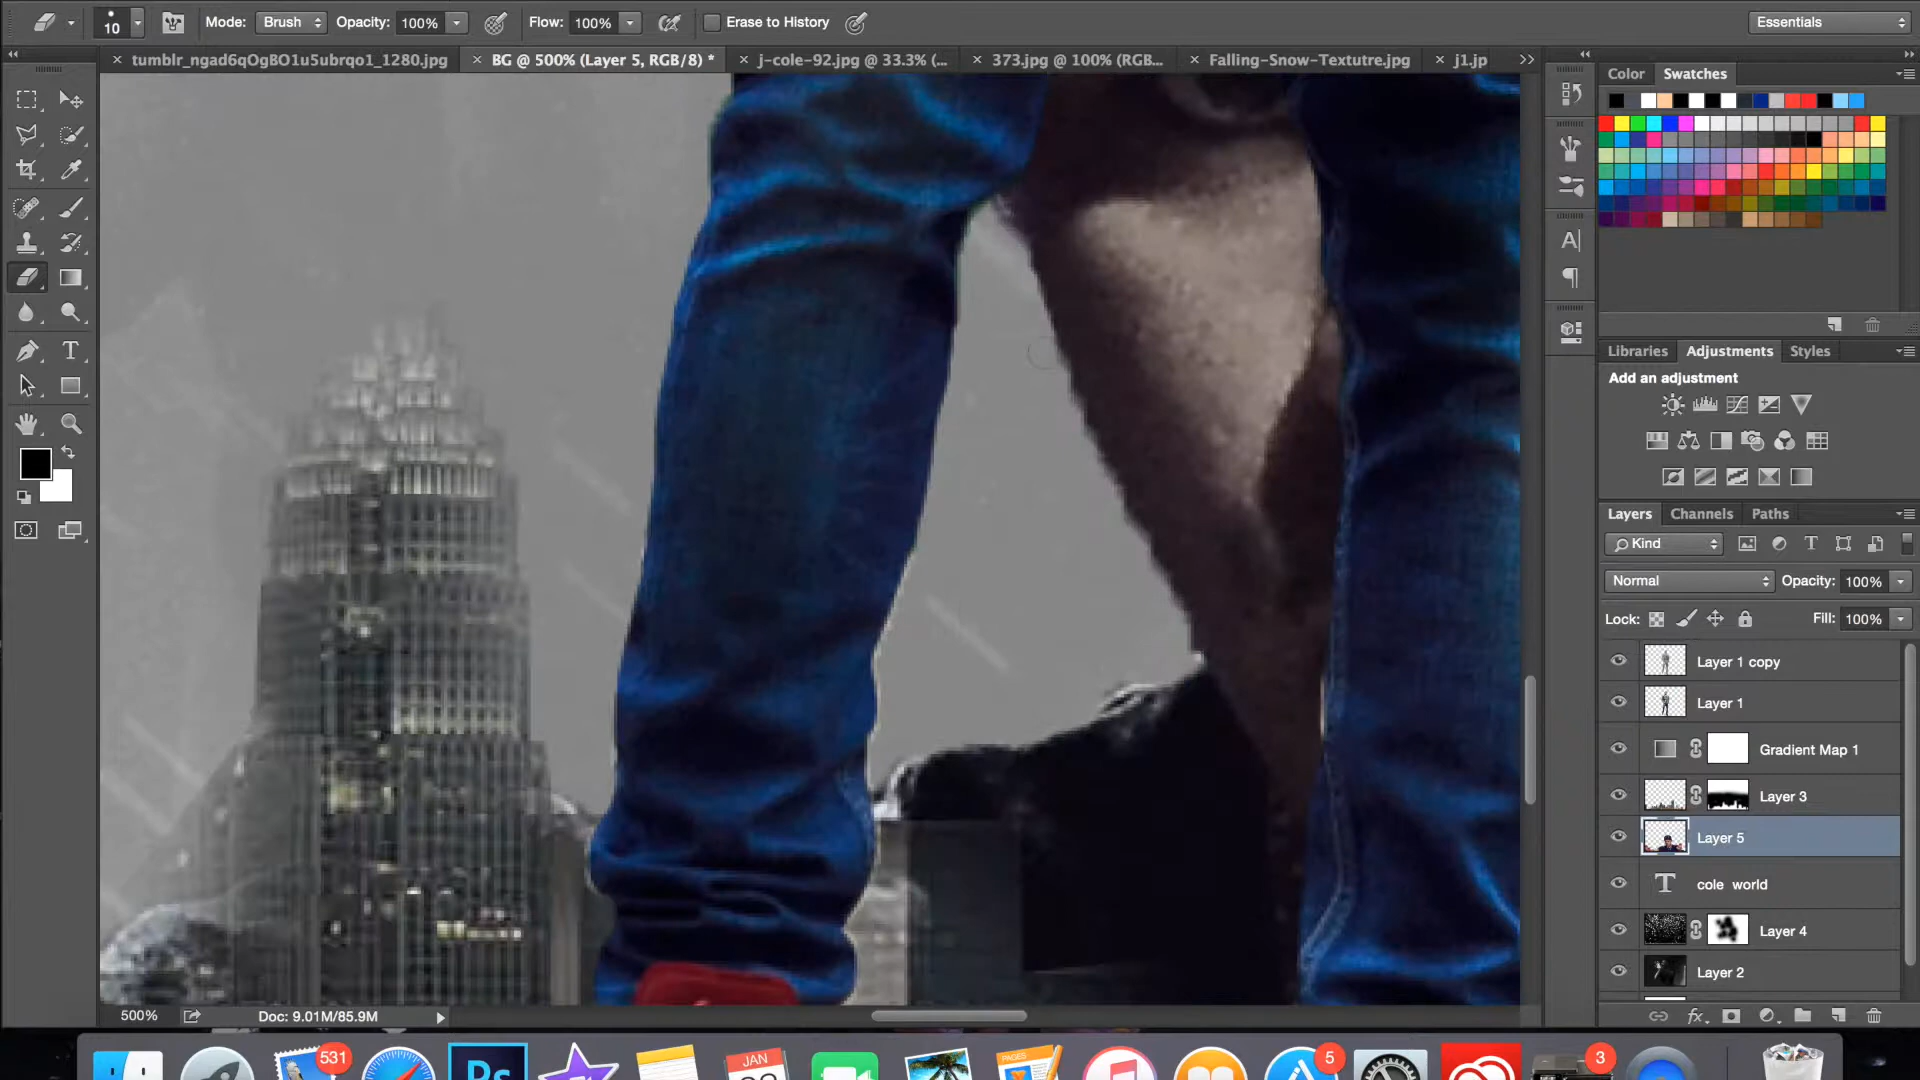 10 Mode: Brush Opacity: 100% Flow: 100% Erase to History Essentials
tumblr_ngad6qOgBO1u5ubrqo1_1280.jpg BG @ 500% (Layer 5, RGB/8) * j-cole-92.jpg @ 33.3% (... 373.jpg @ 100% (RGB... Falling-Snow-Textutre.jpg j1.jp
Color Swatches
Libraries Adjustments Styles
Add an adjustment
Layers Channels Paths
Kind
Normal Opacity: 100%
Lock: Fill: 100%
Layer 1 copy
Layer 1
Gradient Map 1
Layer 3
Layer 5
cole world
Layer 4
Layer 2
500% Doc: 9.01M/85.9M
531 Ps JAN PAGES 5 3